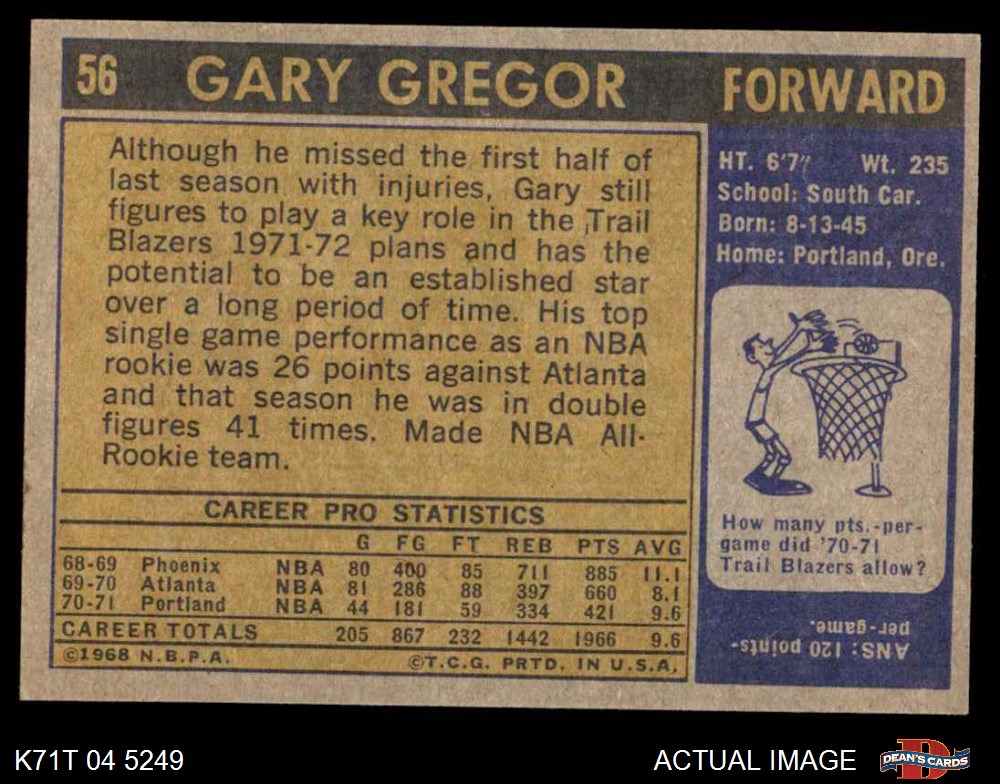 56 GARY GREGOR FORWARD
Although he missed the first half of
last season with injuries, Gary still
figures to play a key role in the Trail
Blazers 1971-72 plans and has the
potential to be an established star
over a long period of time. His top
single game performance as an NBA
rookie was 26 points against Atlanta
and that season he was in double
figures 41 times. Made NBA All-
Rookie team.
CAREER PRO STATISTICS
G FG FT REB PTS AVG
68-69 Phoenix NBA 80 400 85 711 885 11.1
69-70 Atlanta NBA 81 286 88 397 660 8.1
70-71 Portland NBA 44 181 59 334 421 9.6
CAREER TOTALS 205 867 232 1442 1966 9.6
©1968 N.B.P.A. ©T.C.G. PRTD. IN U.S.A.
HT. 6'7" Wt. 235
School: South Car.
Born: 8-13-45
Home: Portland, Ore.
How many pts.-per-
game did '70-71
Trail Blazers allow?
ANS: 120 points-
per-game.
K71T 04 5249 ACTUAL IMAGE
D
DEAN'S CARDS